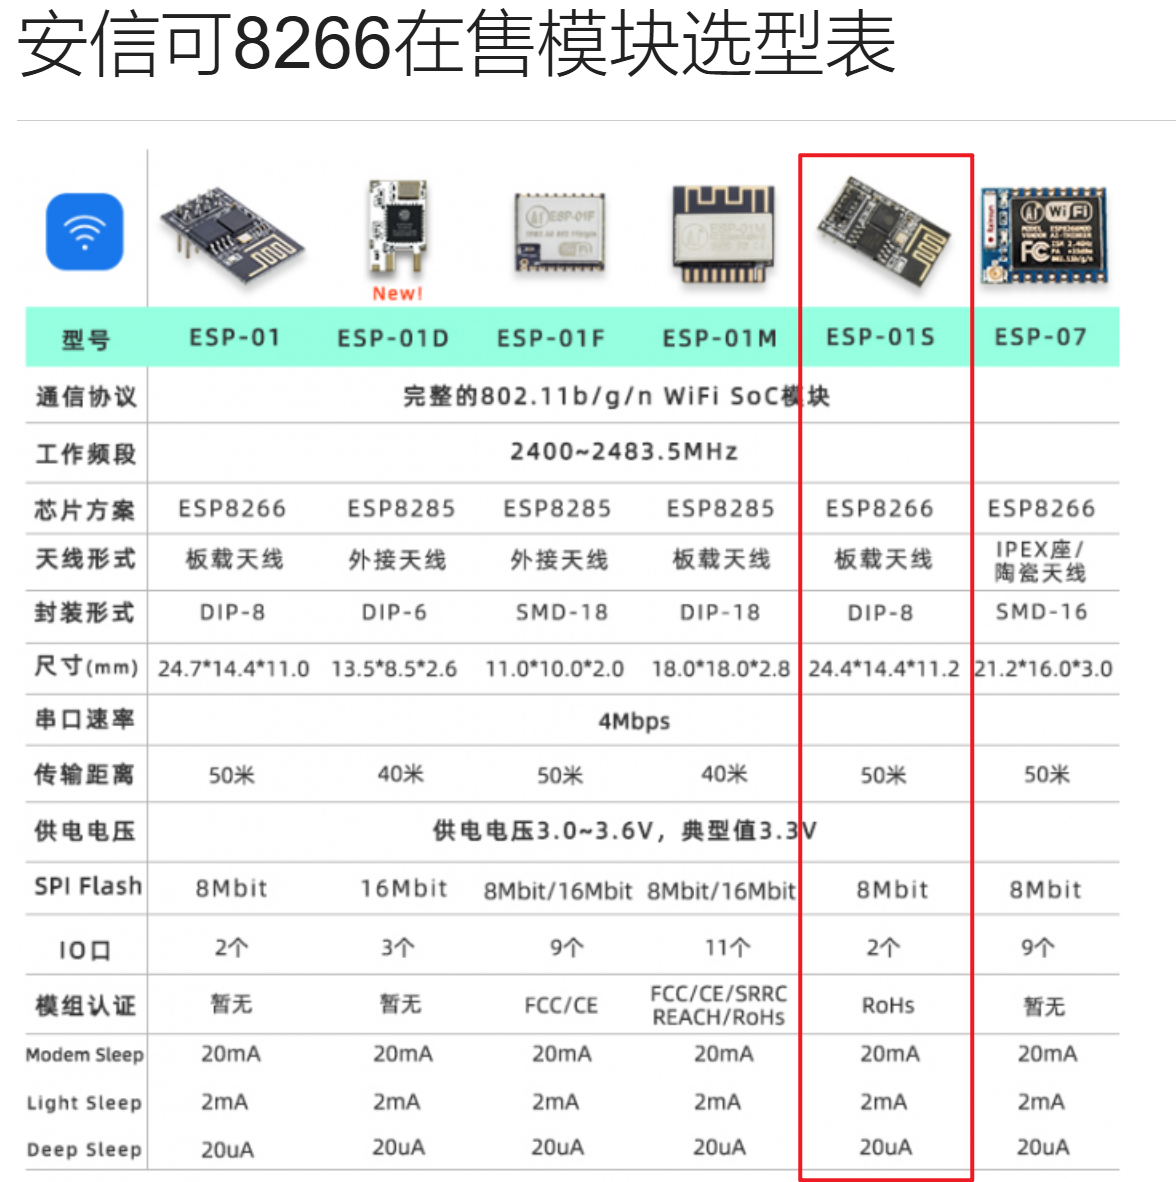 安信可8266在售模块选型表
New!
型号 ESP-01 ESP-01D ESP-01F ESP-01M ESP-01S ESP-07
通信协议 完整的802.11b/g/n WiFi SoC模块
工作频段 2400~2483.5MHz
芯片方案 ESP8266 ESP8285 ESP8285 ESP8285 ESP8266 ESP8266
天线形式 板载天线 外接天线 外接天线 板载天线 板载天线 IPEX座/
陶瓷天线
封装形式 DIP-8 DIP-6 SMD-18 DIP-18 DIP-8 SMD-16
尺寸(mm) 24.7*14.4*11.0 13.5*8.5*2.6 11.0*10.0*2.0 18.0*18.0*2.8 24.4*14.4*11.2 21.2*16.0*3.0
串口速率 4Mbps
传输距离 50米 40米 50米 40米 50米 50米
供电电压 供电电压3.0~3.6V，典型值3.3V
SPI Flash 8Mbit 16Mbit 8Mbit/16Mbit 8Mbit/16Mbit 8Mbit 8Mbit
IO口 2个 3个 9个 11个 2个 9个
模组认证 暂无 暂无 FCC/CE FCC/CE/SRRC RoHs 暂无
REACH/RoHs
Modem Sleep 20mA 20mA 20mA 20mA 20mA 20mA
Light Sleep 2mA 2mA 2mA 2mA 2mA 2mA
Deep Sleep 20uA 20uA 20uA 20uA 20uA 20uA